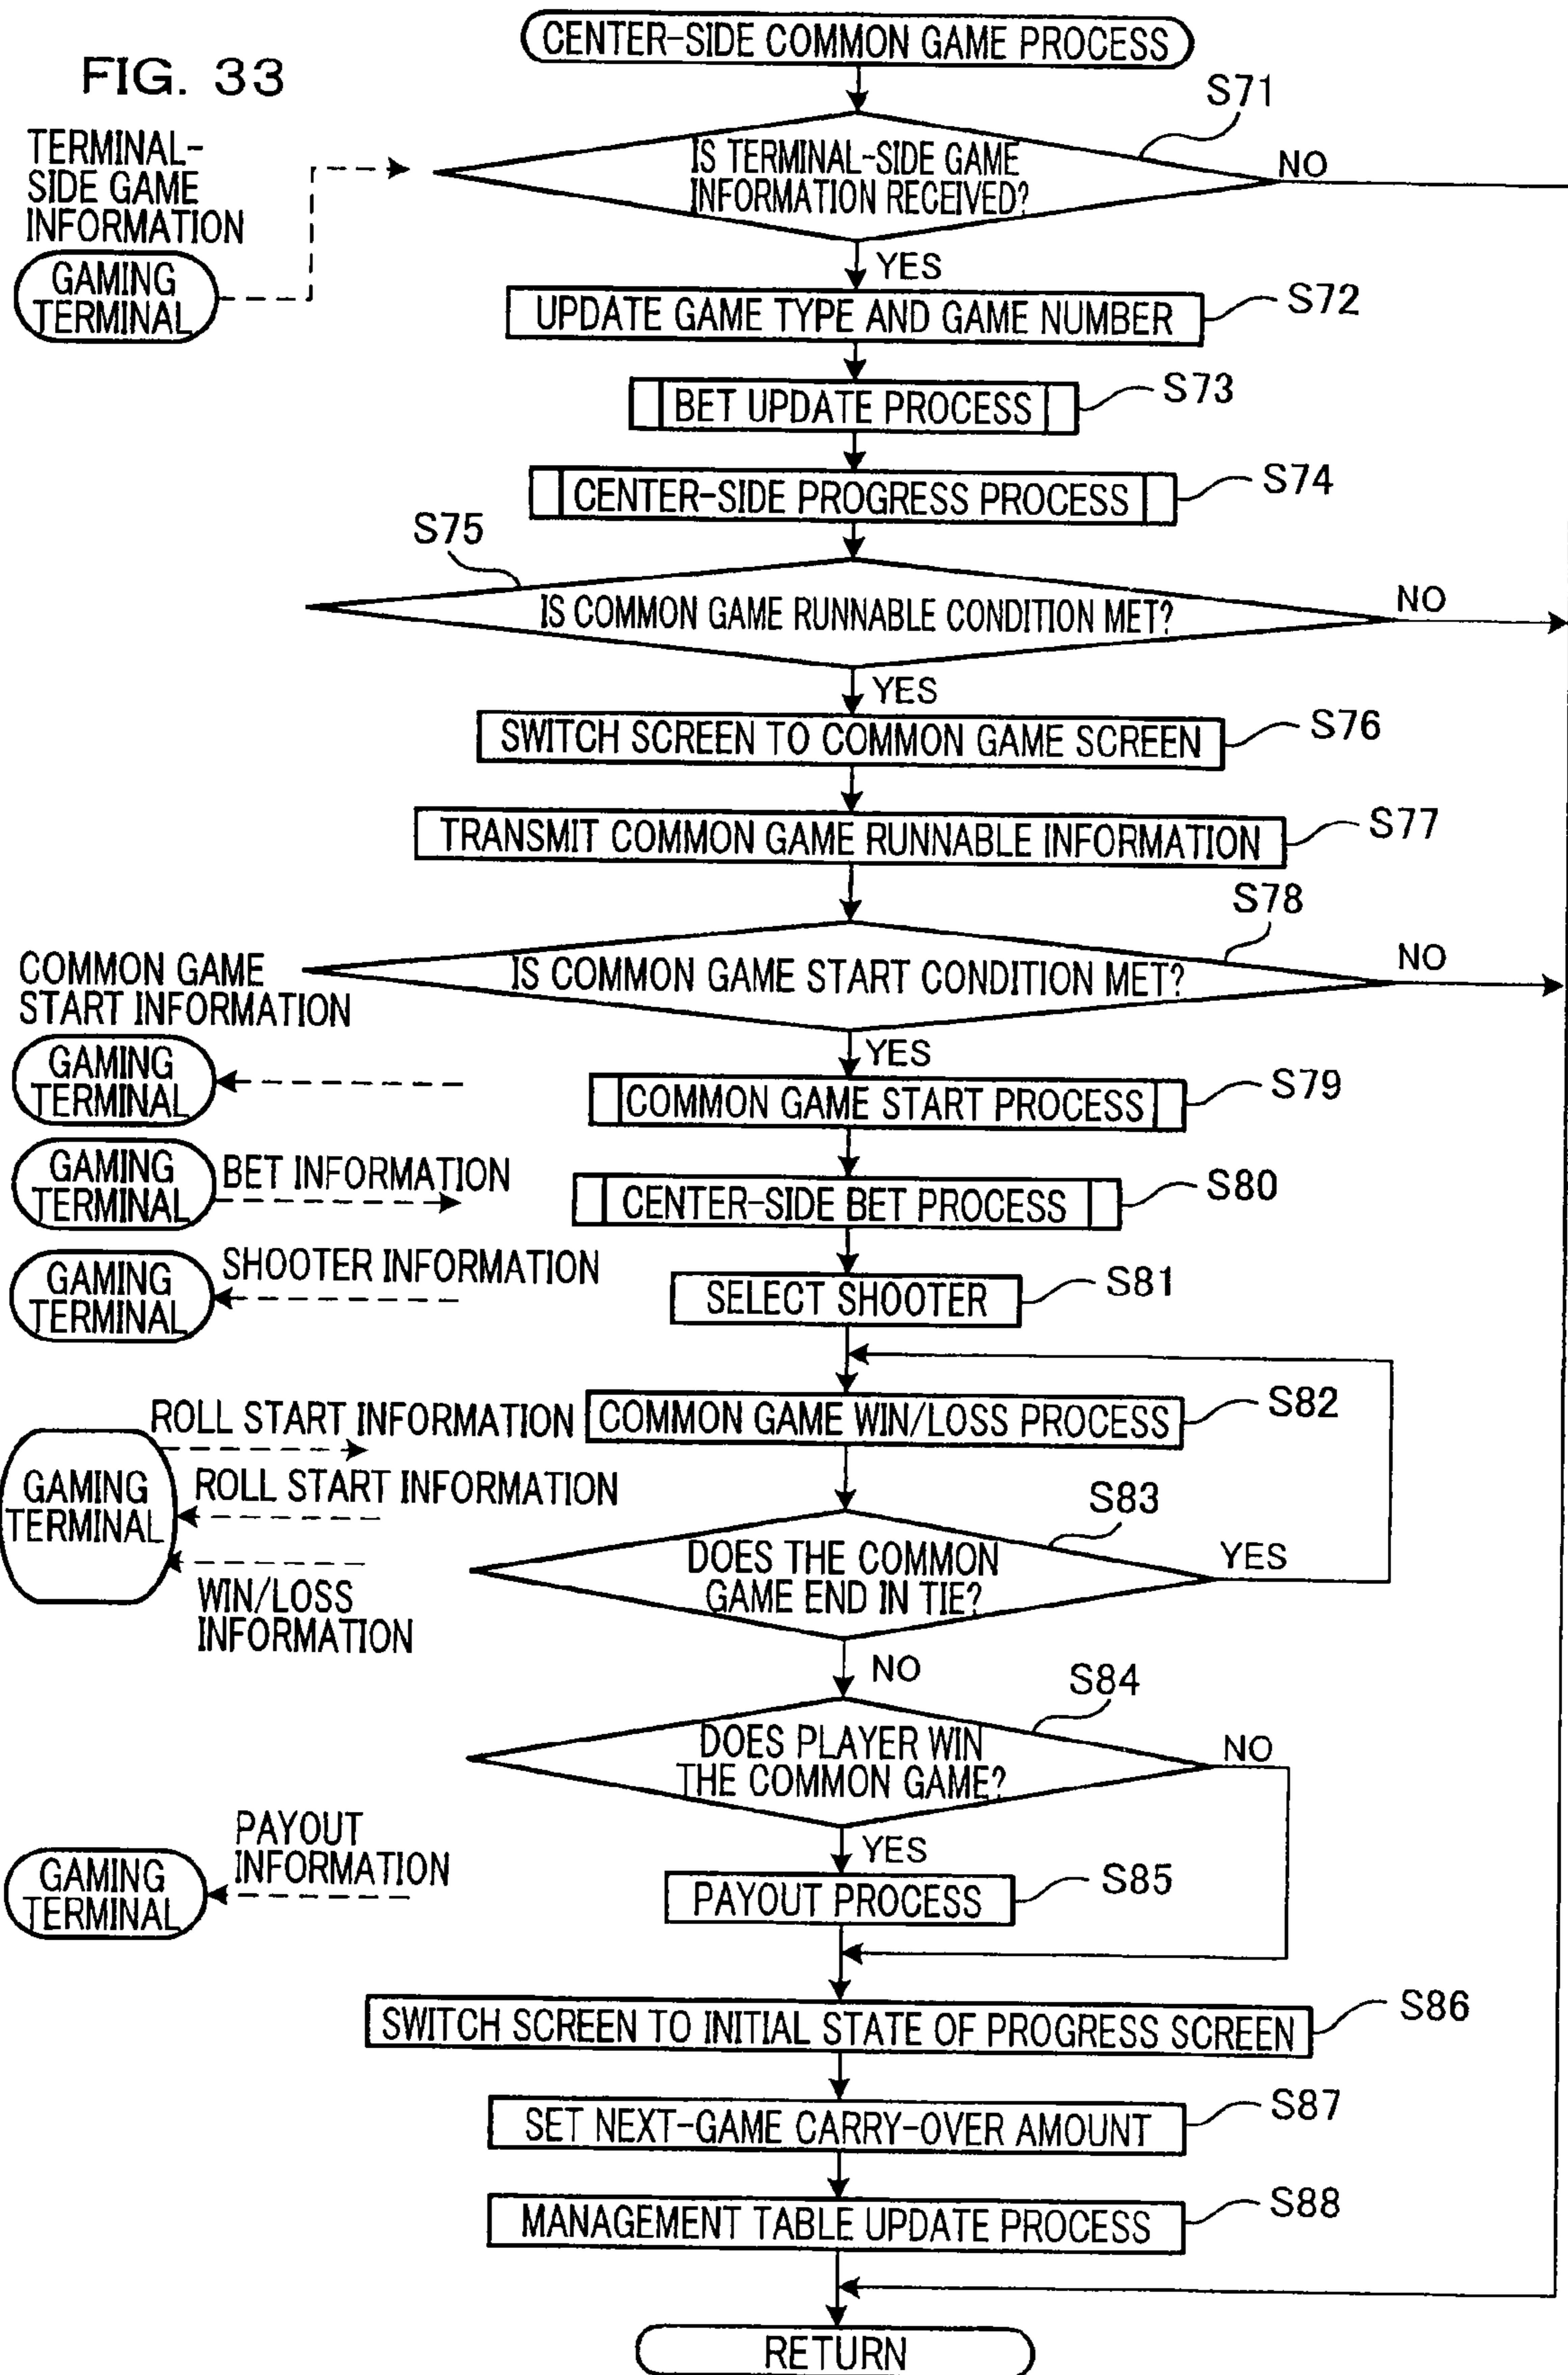 FIG. 33
CENTER-SIDE COMMON GAME PROCESS
TERMINAL-
SIDE GAME
INFORMATION
GAMING
TERMINAL
S71
IS TERMINAL-SIDE GAME
INFORMATION RECEIVED?
NO
YES
UPDATE GAME TYPE AND GAME NUMBER
S72
BET UPDATE PROCESS
S73
CENTER-SIDE PROGRESS PROCESS
S74
S75
IS COMMON GAME RUNNABLE CONDITION MET?
NO
YES
SWITCH SCREEN TO COMMON GAME SCREEN
S76
TRANSMIT COMMON GAME RUNNABLE INFORMATION
S77
S78
IS COMMON GAME START CONDITION MET?
NO
COMMON GAME
START INFORMATION
GAMING
TERMINAL
YES
COMMON GAME START PROCESS
S79
GAMING
TERMINAL
BET INFORMATION
CENTER-SIDE BET PROCESS
S80
GAMING
TERMINAL
SHOOTER INFORMATION
SELECT SHOOTER
S81
ROLL START INFORMATION
COMMON GAME WIN/LOSS PROCESS
S82
GAMING
TERMINAL
ROLL START INFORMATION
WIN/LOSS
INFORMATION
S83
DOES THE COMMON
GAME END IN TIE?
YES
NO
S84
DOES PLAYER WIN
THE COMMON GAME?
NO
YES
PAYOUT
INFORMATION
GAMING
TERMINAL
PAYOUT PROCESS
S85
SWITCH SCREEN TO INITIAL STATE OF PROGRESS SCREEN
S86
SET NEXT-GAME CARRY-OVER AMOUNT
S87
MANAGEMENT TABLE UPDATE PROCESS
S88
RETURN